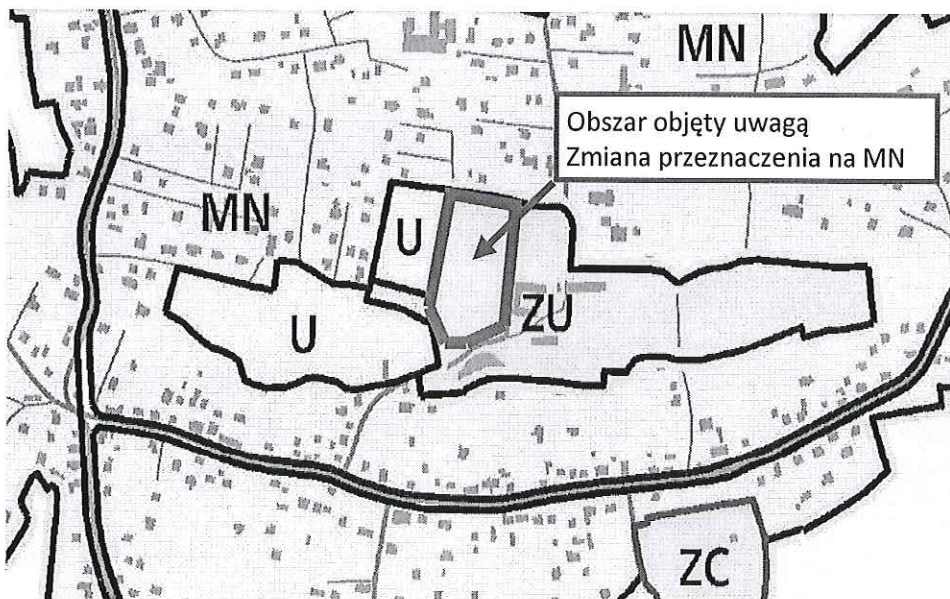 MN
Obszar objęty uwagą
Zmiana przeznaczenia na MN
MN
U
U
ZU
ZC